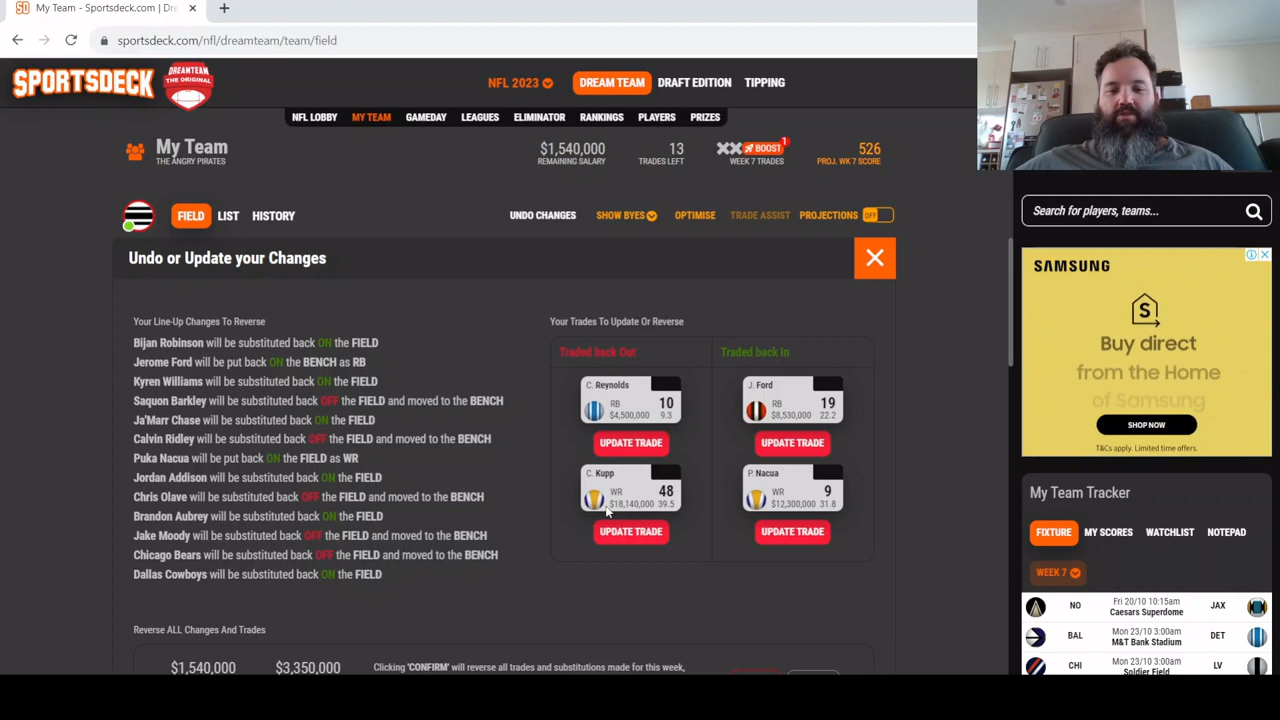 My Team - Sportsdeck.com | Dre
sportsdeck.com/nfl/dreamteam/team/field
SPORTSDECK
DREAMTEAM
THE ORIGINAL
NFL 2023
DREAM TEAM
DRAFT EDITION
TIPPING
NFL LOBBY
MY TEAM
GAMEDAY
LEAGUES
ELIMINATOR
RANKINGS
PLAYERS
PRIZES
My Team
THE ANGRY PIRATES
$1,540,000
REMAINING SALARY
13
TRADES LEFT
BOOST
1
WEEK 7 TRADES
526
PROJ. WK 7 SCORE
FIELD
LIST
HISTORY
UNDO CHANGES
SHOW BYES
OPTIMISE
TRADE ASSIST
PROJECTIONS
OFF
Search for players, teams...
Undo or Update your Changes
Your Line-Up Changes To Reverse
Bijan Robinson will be substituted back ON the FIELD
Jerome Ford will be put back ON the BENCH as RB
Kyren Williams will be substituted back ON the FIELD
Saquon Barkley will be substituted back OFF the FIELD and moved to the BENCH
Ja'Marr Chase will be substituted back ON the FIELD
Calvin Ridley will be substituted back OFF the FIELD and moved to the BENCH
Puka Nacua will be put back ON the FIELD as WR
Jordan Addison will be substituted back ON the FIELD
Chris Olave will be substituted back OFF the FIELD and moved to the BENCH
Brandon Aubrey will be substituted back ON the FIELD
Jake Moody will be substituted back OFF the FIELD and moved to the BENCH
Chicago Bears will be substituted back OFF the FIELD and moved to the BENCH
Dallas Cowboys will be substituted back ON the FIELD
Your Trades To Update Or Reverse
Traded back Out
Traded back In
C. Reynolds
RB
10
$4,500,000
9.3
UPDATE TRADE
J. Ford
RB
19
$8,530,000
22.2
UPDATE TRADE
C. Kupp
WR
48
$18,140,000
39.5
UPDATE TRADE
P. Nacua
WR
9
$12,300,000
31.8
UPDATE TRADE
Reverse ALL Changes And Trades
$1,540,000
$3,350,000
Clicking 'CONFIRM' will reverse all trades and substitutions made for this week,
SAMSUNG
S
Buy direct
from the Home
of Samsung
SHOP NOW
T&Cs apply. Limited time offers.
My Team Tracker
FIXTURE
MY SCORES
WATCHLIST
NOTEPAD
WEEK 7
NO
Fri 20/10 10:15am
Caesars Superdome
JAX
BAL
Mon 23/10 3:00am
M&T Bank Stadium
DET
CHI
Mon 23/10 3:00am
Soldier Field
LV